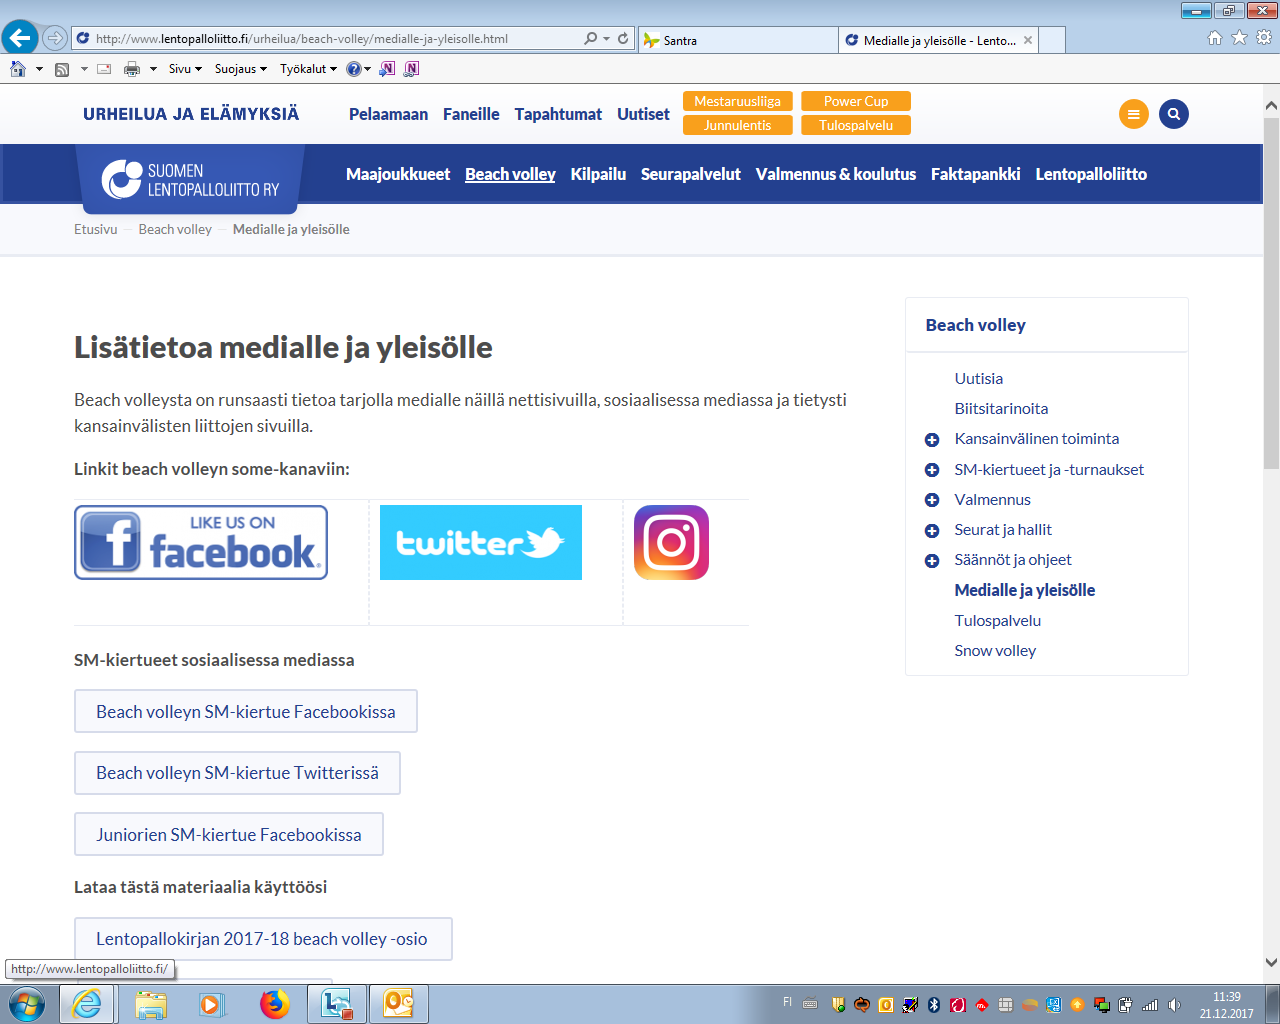 http://www.lentopalloliitto.fi/urheilua/beach-volley/medialle-ja-yleisolle.html
Santra
Medialle ja yleisölle - Lento...
Sivu
Suojaus
Työkalut
URHEILUA JA ELÄMYKSIÄ
Pelaamaan
Faneille
Tapahtumat
Uutiset
Mestaruusliiga
Power Cup
Junnulentis
Tulospalvelu
SUOMEN
LENTOPALLOLIITTO RY
Maajoukkueet
Beach volley
Kilpailu
Seurapalvelut
Valmennus & koulutus
Faktapankki
Lentopalloliitto
Etusivu — Beach volley — Medialle ja yleisölle
Lisätietoa medialle ja yleisölle
Beach volleysta on runsaasti tietoa tarjolla medialle näillä nettisivuilla, sosiaalisessa mediassa ja tietysti
kansainvälisten liittojen sivuilla.
Linkit beach volleyn some-kanaviin:
LIKE US ON
facebook.
twitter
SM-kiertueet sosiaalisessa mediassa
Beach volleyn SM-kiertue Facebookissa
Beach volleyn SM-kiertue Twitterissä
Juniorien SM-kiertue Facebookissa
Lataa tästä materiaalia käyttöösi
Lentopallokirjan 2017-18 beach volley -osio
Beach volley
Uutisia
Biitsitarinoita
Kansainvälinen toiminta
SM-kiertueet ja -turnaukset
Valmennus
Seurat ja hallit
Säännöt ja ohjeet
Medialle ja yleisölle
Tulospalvelu
Snow volley
http://www.lentopalloliitto.fi/
FI
11:39
21.12.2017